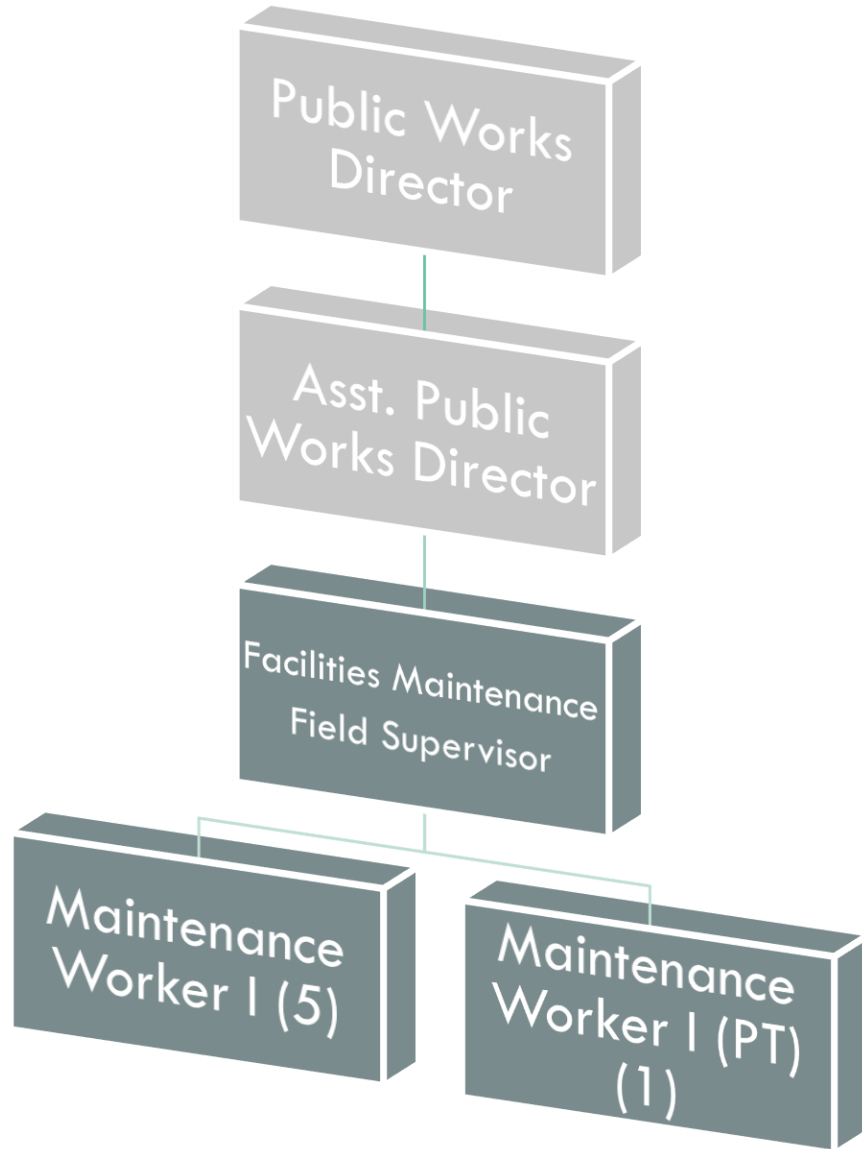 Public Works
Director
Asst. Public
Works Director
Facilities Maintenance
Field Supervisor
Maintenance
Worker I (5)
Maintenance
Worker I (PT)
(1)